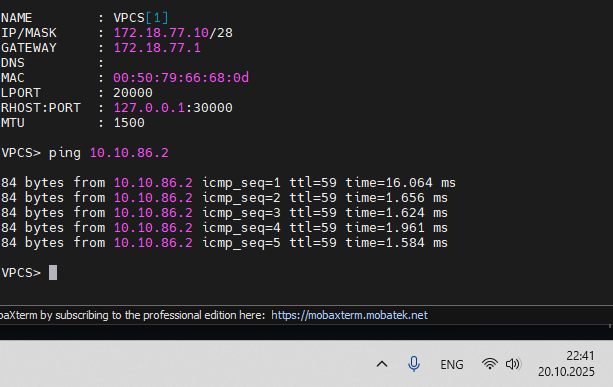 NAME        : VPCS[1]
IP/MASK     : 172.18.77.10/28
GATEWAY     : 172.18.77.1
DNS         :
MAC         : 00:50:79:66:68:0d
LPORT       : 20000
RHOST:PORT  : 127.0.0.1:30000
MTU         : 1500
VPCS> ping 10.10.86.2
84 bytes from 10.10.86.2 icmp_seq=1 ttl=59 time=16.064 ms
84 bytes from 10.10.86.2 icmp_seq=2 ttl=59 time=1.656 ms
84 bytes from 10.10.86.2 icmp_seq=3 ttl=59 time=1.624 ms
84 bytes from 10.10.86.2 icmp_seq=4 ttl=59 time=1.961 ms
84 bytes from 10.10.86.2 icmp_seq=5 ttl=59 time=1.584 ms
VPCS>
baXterm by subscribing to the professional edition here: https://mobaxterm.mobatek.net
ENG
22:41
20.10.2025